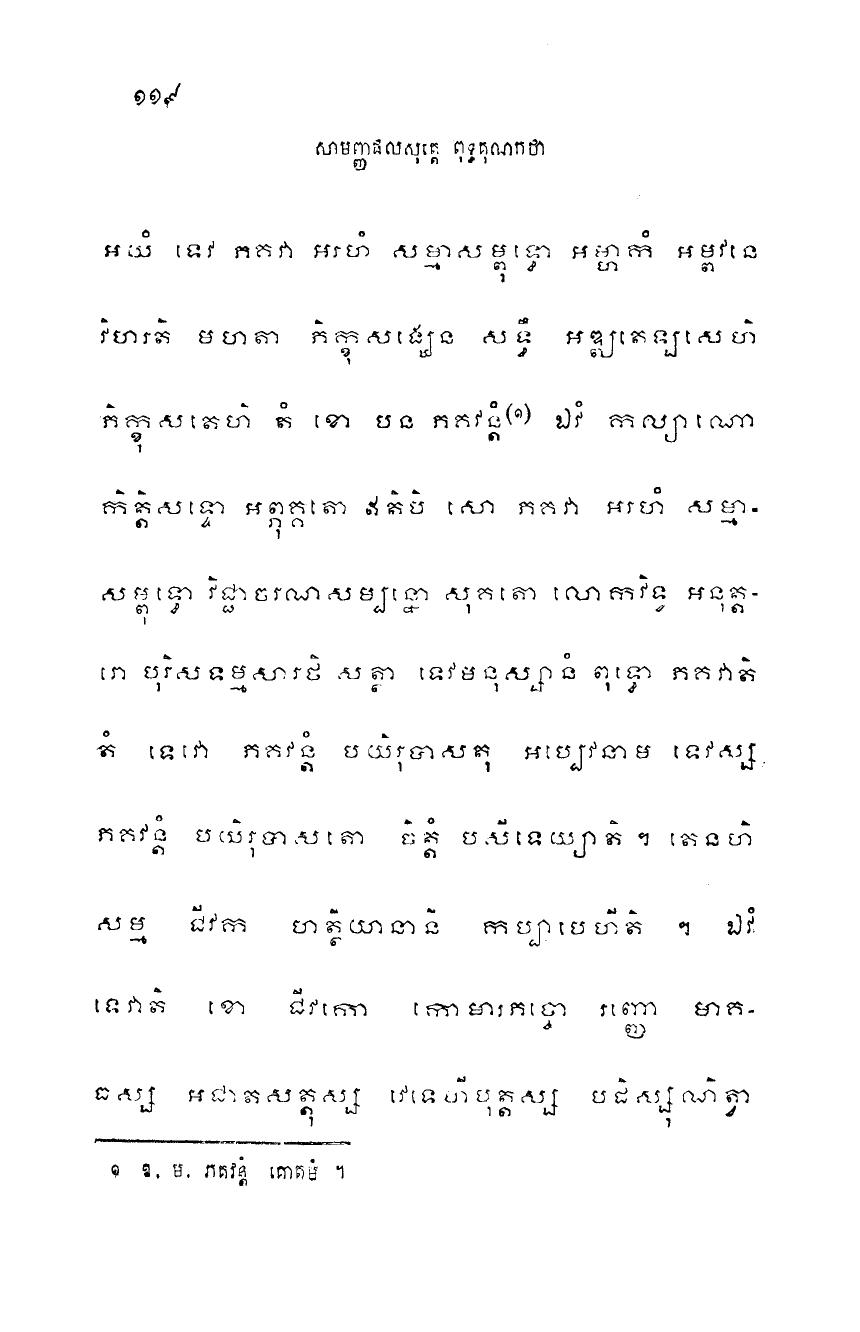 ១១៩
សាមញ្ញផលសុត្តេ ពុទ្ធគុណកថា
អយំ ទេវ ភគវា អរហំ សម្មាសម្ពុទ្ធោ អម្ហាកំ អម្ពវនេ
វិហរតិ មហតា ភិក្ខុសង្ឃេន សទ្ធឹ អឌ្ឍតេឡសេហិ
ភិក្ខុសតេហិ តំ ខោ បន ភគវន្តំ(១) ឯវំ កល្យាណោ
កិត្តិសទ្ទោ អព្ភុគ្គតោ ឥតិបិ សោ ភគវា អរហំ សម្មា-
សម្ពុទ្ធោ វិជ្ជាចរណសម្បន្នោ សុគតោ លោកវិទូ អនុត្ត-
រោ បុរិសទម្មសារថិ សត្ថា ទេវមនុស្សានំ ពុទ្ធោ ភគវាតិ
តំ ទេវោ ភគវន្តំ បយិរុបាសតុ អប្បេវនាម ទេវស្ស
ភគវន្តំ បយិរុបាសតោ ចិត្តំ បសីទេយ្យាតិ ។ តេនហិ
សម្ម ជីវក ហត្ថិយានានិ កប្បាបេហីតិ ។ ឯវំ
ទេវាតិ ខោ ជីវកោ កោមារភច្ចោ រញ្ញោ មាគ-
ធស្ស អជាតសត្តុស្ស វេទេហីបុត្តស្ស បដិស្សុណិត្វា
១ ឱ. ម. ភគវន្តំ គោតមំ ។